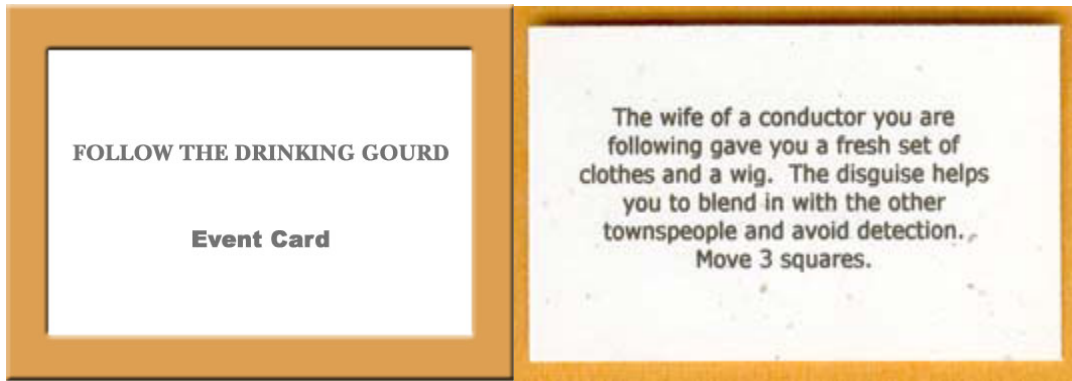 FOLLOW THE DRINKING GOURD
Event Card
The wife of a conductor you are
following gave you a fresh set of
clothes and a wig.  The disguise helps
you to blend in with the other
townspeople and avoid detection.
Move 3 squares.